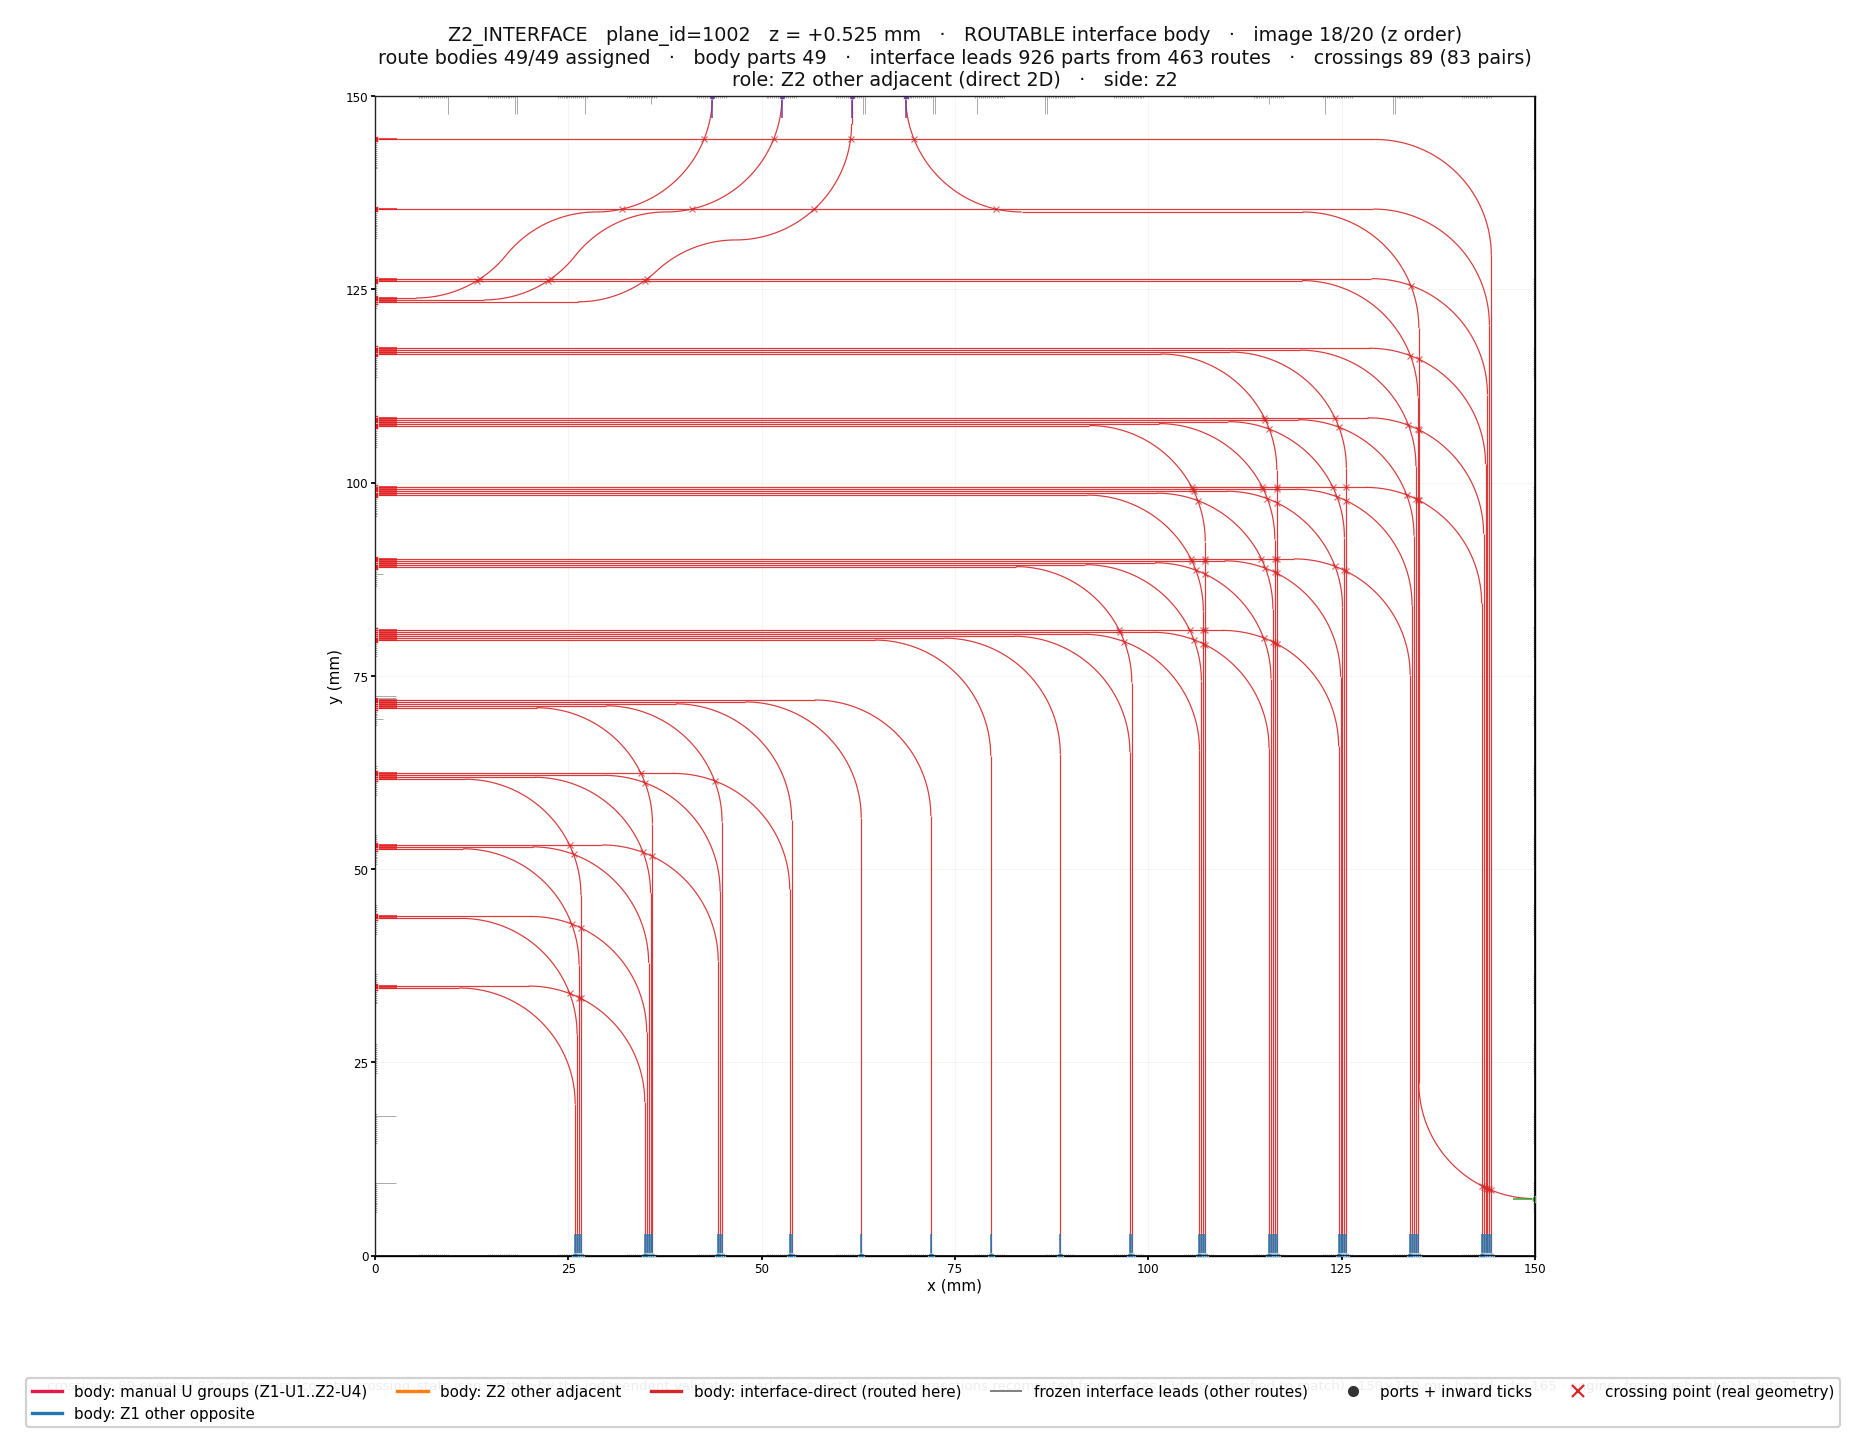 Z2_INTERFACE   plane_id=1002   z = +0.525 mm   ·   ROUTABLE interface body   ·   image 18/20 (z order)
route bodies 49/49 assigned   ·   body parts 49   ·   interface leads 926 parts from 463 routes   ·   crossings 89 (83 pairs)
role: Z2 other adjacent (direct 2D)   ·   side: z2
150
125
100
75
50
25
0
y (mm)
0 25 50 75 100 125 150
x (mm)
body: manual U groups (Z1-U1..Z2-U4)   body: Z2 other adjacent   body: interface-direct (routed here)   frozen interface leads (other routes)   ports + inward ticks   crossing point (real geometry)
body: Z1 other opposite